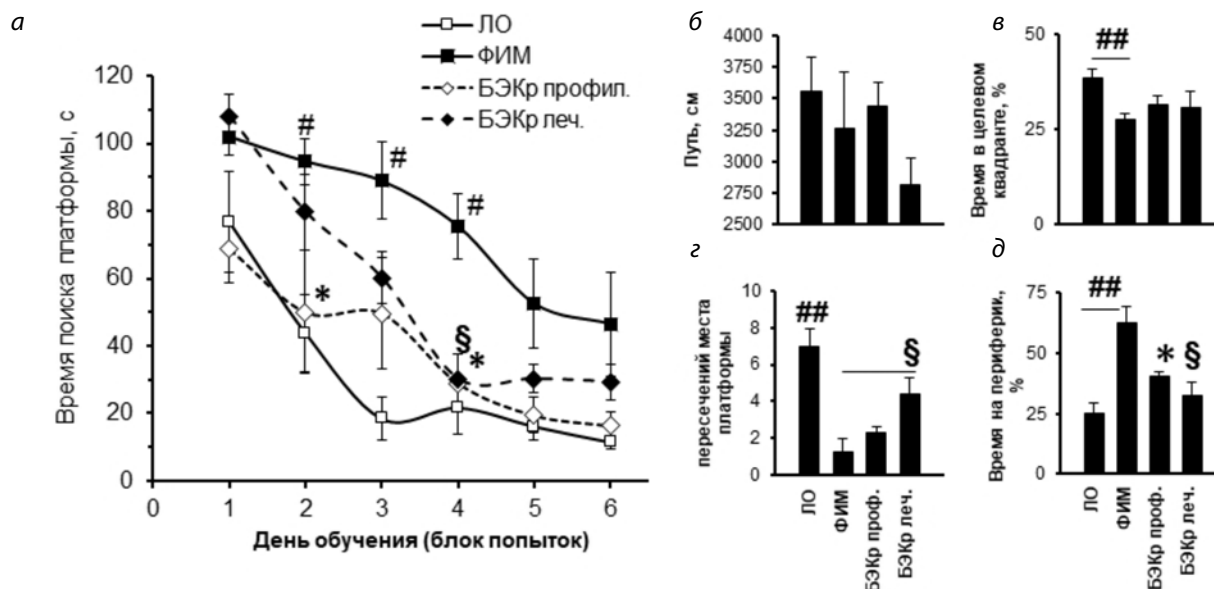 а
ЛО
ФИМ
БЭКр профил.
БЭКр леч.
Время поиска платформы, с
120
100
80
60
40
20
0
#
#
#
*
§
*
0 1 2 3 4 5 6
День обучения (блок попыток)
б
Путь, см
4000
3750
3500
3250
3000
2750
2500
в
Время в целевом
квадранте, %
50
25
0
##
г
пересечений места
платформы
10
8
6
4
2
0
##
§
ЛО
ФИМ
БЭКр проф.
БЭКр леч.
д
Время на периферии,
%
75
50
25
0
##
*
§
ЛО
ФИМ
БЭКр проф.
БЭКр леч.